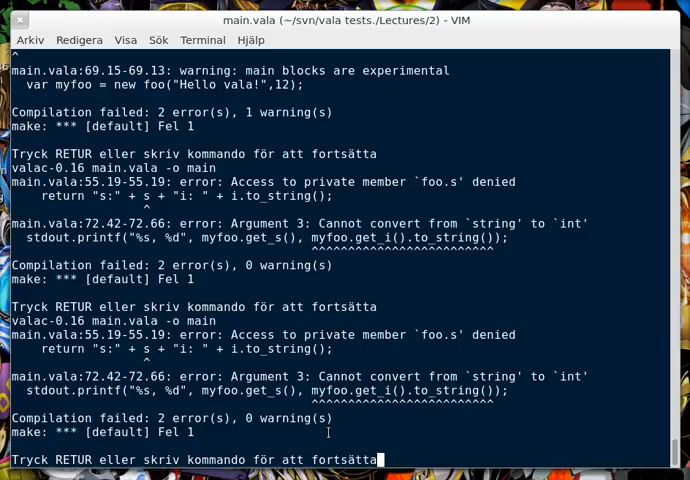 main.vala (~/svn/vala tests./Lectures/2) - VIM
Arkiv Redigera Visa Sök Terminal Hjälp
^
main.vala:69.15-69.13: warning: main blocks are experimental
  var myfoo = new foo("Hello vala!",12);
Compilation failed: 2 error(s), 1 warning(s)
make: *** [default] Fel 1
Tryck RETUR eller skriv kommando för att fortsätta
valac-0.16 main.vala -o main
main.vala:55.19-55.19: error: Access to private member `foo.s' denied
    return "s:" + s + "i: " + i.to_string();
                  ^
main.vala:72.42-72.66: error: Argument 3: Cannot convert from `string' to `int'
  stdout.printf("%s, %d", myfoo.get_s(), myfoo.get_i().to_string());
                                         ^^^^^^^^^^^^^^^^^^^^^^^^^
Compilation failed: 2 error(s), 0 warning(s)
make: *** [default] Fel 1
Tryck RETUR eller skriv kommando för att fortsätta
valac-0.16 main.vala -o main
main.vala:55.19-55.19: error: Access to private member `foo.s' denied
    return "s:" + s + "i: " + i.to_string();
                  ^
main.vala:72.42-72.66: error: Argument 3: Cannot convert from `string' to `int'
  stdout.printf("%s, %d", myfoo.get_s(), myfoo.get_i().to_string());
                                         ^^^^^^^^^^^^^^^^^^^^^^^^^
Compilation failed: 2 error(s), 0 warning(s)
make: *** [default] Fel 1
Tryck RETUR eller skriv kommando för att fortsätta